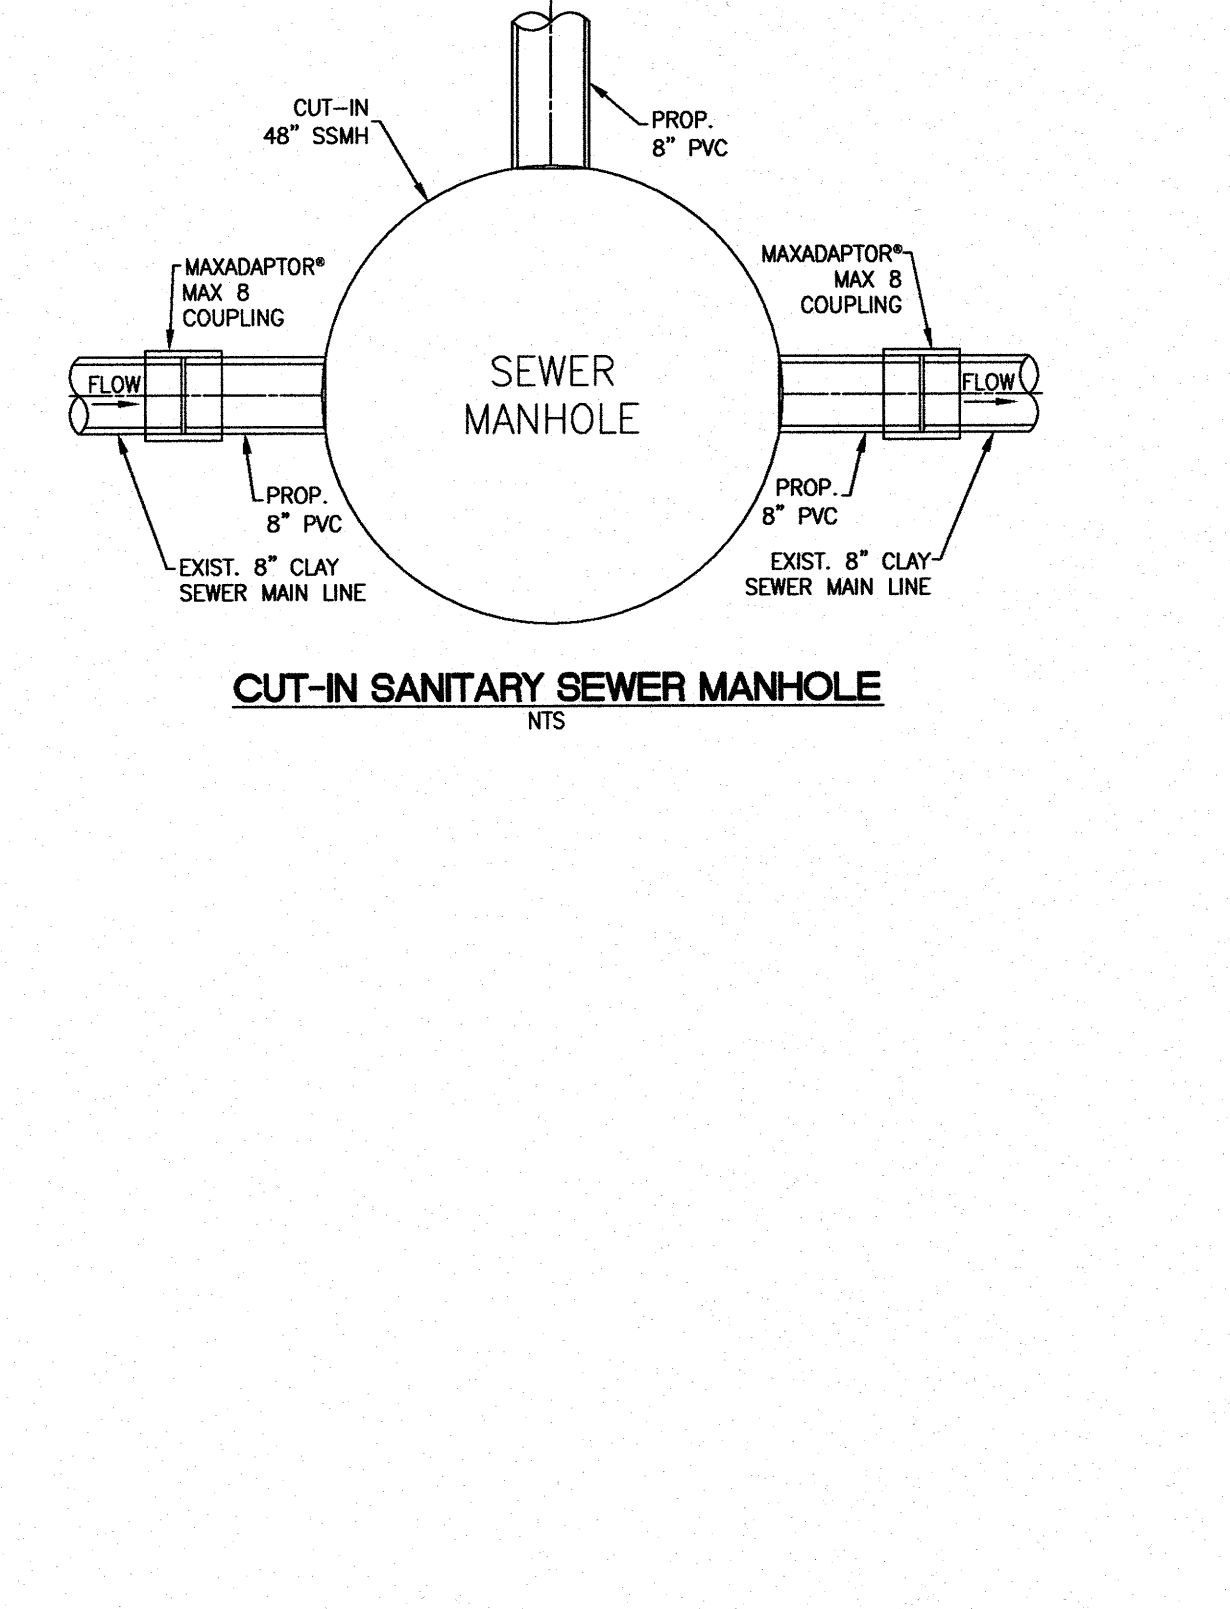 CUT-IN
48" SSMH
PROP.
8" PVC
MAXADAPTOR®
MAX 8
COUPLING
MAXADAPTOR®
MAX 8
COUPLING
FLOW
SEWER
MANHOLE
FLOW
PROP.
8" PVC
PROP.
8" PVC
EXIST. 8" CLAY
SEWER MAIN LINE
EXIST. 8" CLAY
SEWER MAIN LINE
CUT-IN SANITARY SEWER MANHOLE
NTS